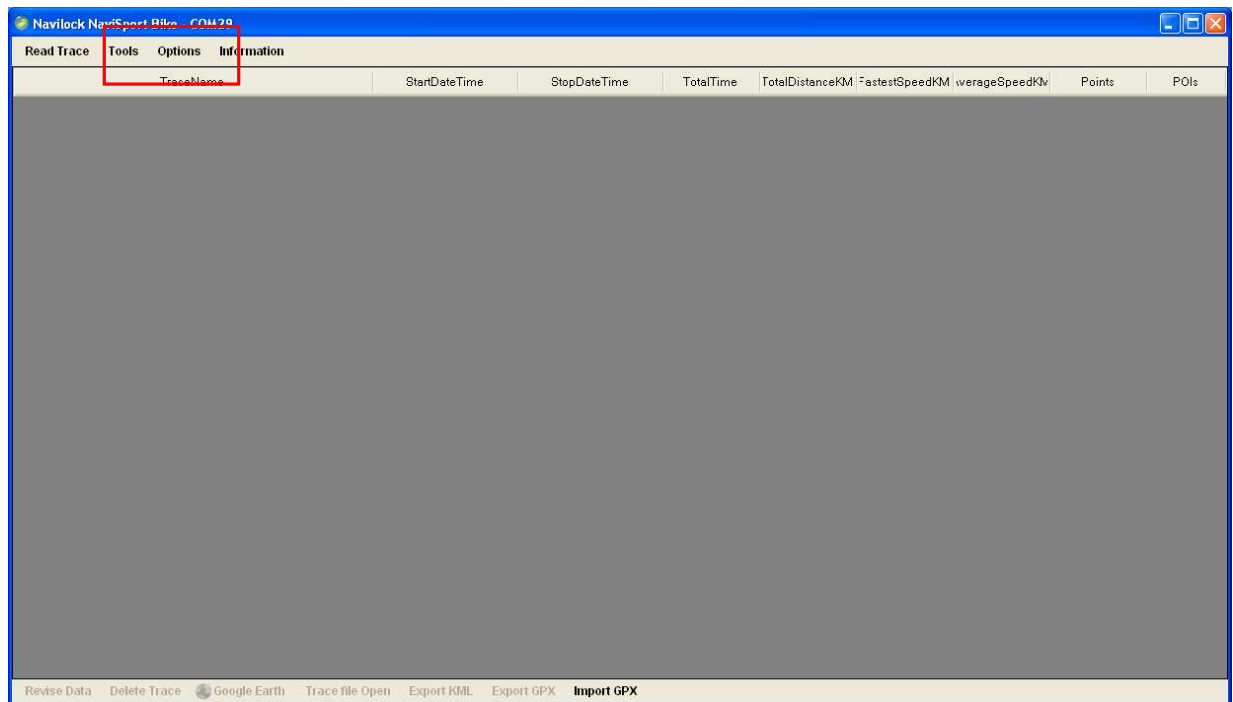 Navilock NaviSport Bike - COM29
Read Trace Tools Options Information
TraceName StartDateTime StopDateTime TotalTime TotalDistanceKM FastestSpeedKM verageSpeedKM Points POIs
Revise Data Delete Trace Google Earth Trace file Open Export KML Export GPX Import GPX